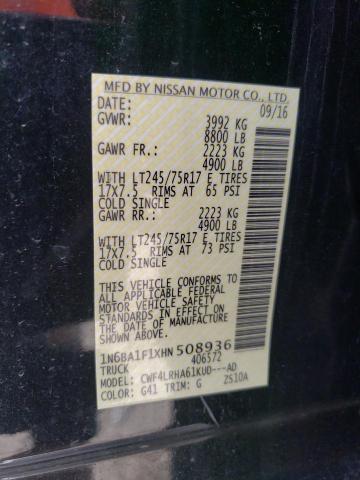 MFD BY NISSAN MOTOR CO., LTD.
DATE: 09/16
GVWR: 3992 KG
8800 LB
GAWR FR.: 2223 KG
4900 LB
WITH LT245/75R17 E TIRES
17X7.5 RIMS AT 65 PSI
COLD SINGLE
GAWR RR.: 2223 KG
4900 LB
WITH LT245/75R17 E TIRES
17X7.5 RIMS AT 73 PSI
COLD SINGLE
THIS VEHICLE CONFORMS TO
ALL APPLICABLE FEDERAL
MOTOR VEHICLE SAFETY
STANDARDS IN EFFECT ON
THE DATE OF MANUFACTURE
SHOWN ABOVE.
1N6BA1F1XHN508936
TRUCK 406572
MODEL: CWF4LRHA61KUD---AD
COLOR: G41 TRIM: G ZS10A